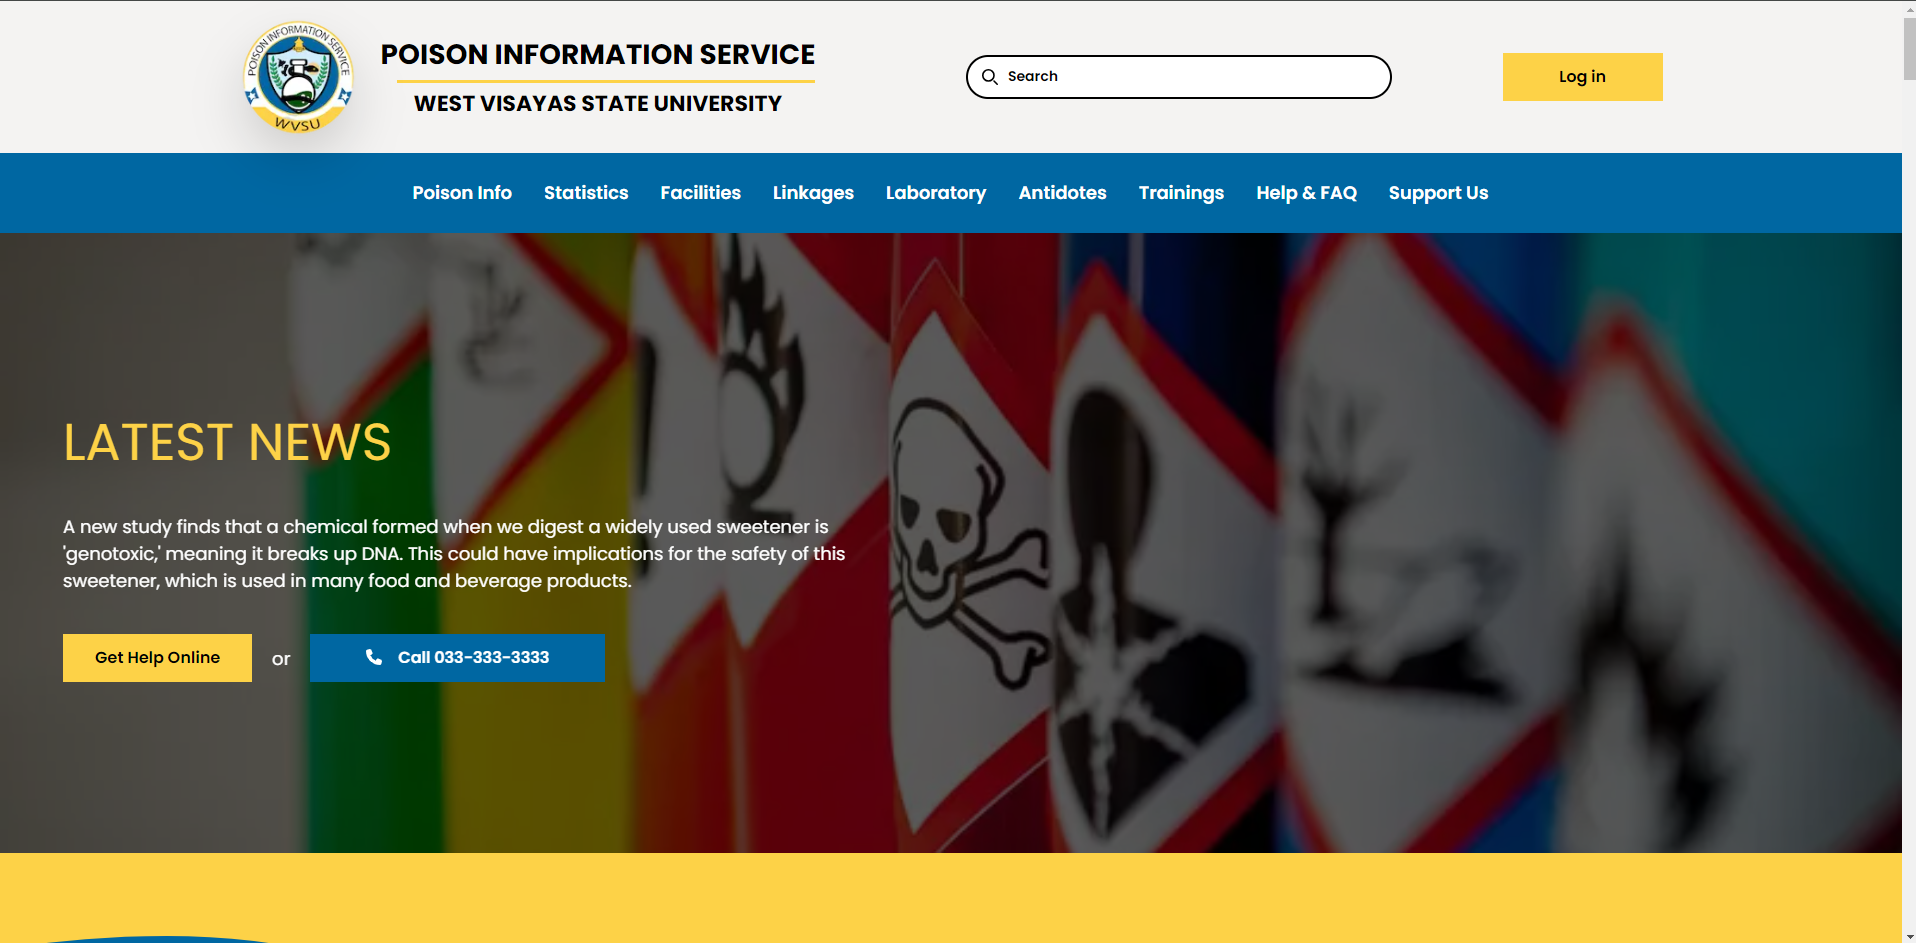 POISON INFORMATION SERVICE
WVSU
POISON INFORMATION SERVICE
WEST VISAYAS STATE UNIVERSITY
Search
Log in
Poison Info
Statistics
Facilities
Linkages
Laboratory
Antidotes
Trainings
Help & FAQ
Support Us
LATEST NEWS
A new study finds that a chemical formed when we digest a widely used sweetener is
'genotoxic,' meaning it breaks up DNA. This could have implications for the safety of this
sweetener, which is used in many food and beverage products.
Get Help Online
or
Call 033-333-3333